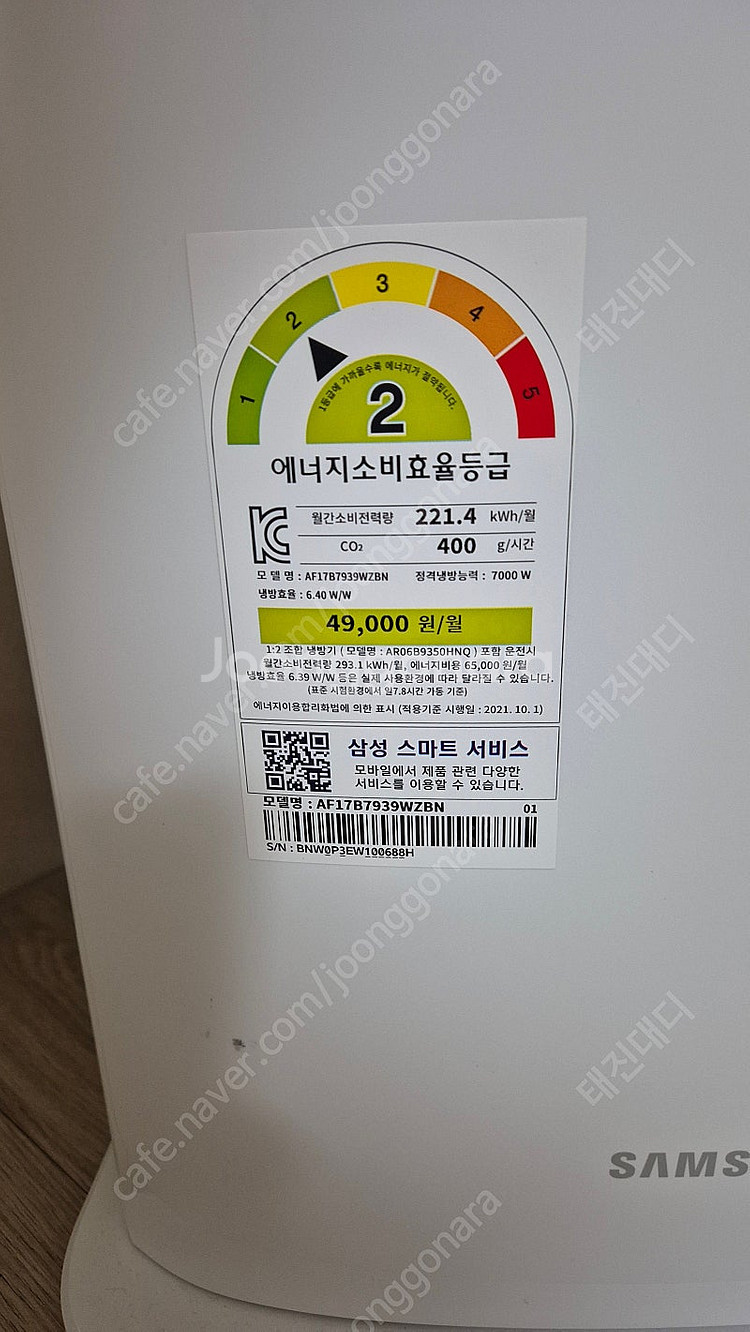 1
2
3
4
5
1등급에 가까울수록 에너지가 절약됩니다.
2
에너지소비효율등급
월간소비전력량 221.4 kWh/월
CO₂ 400 g/시간
모 델 명 : AF17B7939WZBN 정격냉방능력 : 7000 W
냉방효율 : 6.40 W/W
49,000 원/월
1:2 조합 냉방기 ( 모델명 : AR06B9350HNQ ) 포함 운전시
월간소비전력량 293.1 kWh/월, 에너지비용 65,000 원/월
냉방효율 6.39 W/W 등은 실제 사용환경에 따라 달라질 수 있습니다.
(표준 시험환경에서 일7.8시간 가동 기준)
에너지이용합리화법에 의한 표시 (적용기준 시행일 : 2021. 10. 1)
삼성 스마트 서비스
모바일에서 제품 관련 다양한
서비스를 이용할 수 있습니다.
모델명 : AF17B7939WZBN 01
S/N : BNW0P3EW100688H
SAMS
cafe.naver.com/joonggonara
태진대디
cafe.naver.com/joonggonara
태진대디
cafe.naver.com/joonggonara
태진대디
joonggonara